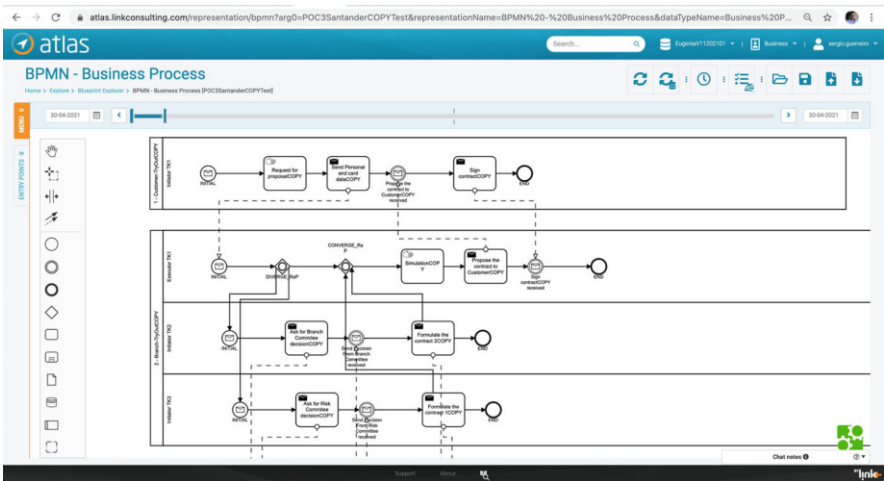 atlas.linkconsulting.com/representation/bpmn?arg0=POC3SantanderCOPYTest&representationName=BPMN%20-%20Business%20Process&dataTypeName=Business%20P...
atlas
Search...
EugeniaV11202101
Business
sergio.guerreiro
BPMN - Business Process
Home > Explore > Blueprint Explorer > BPMN - Business Process [POC3SantanderCOPYTest]
MENU
ENTRY POINTS
30-04-2021
30-04-2021
1 - Customer-TryOutCOPY
Initiator TK1
INITIAL
Request for
proposalCOPY
Send Personal
and card
dataCOPY
Propose the
contract to
CustomerCOPY
received
Sign
contractCOPY
END
2 - Branch-TryOutCOPY
Executor TK1
INITIAL
DIVERGE_RaP
CONVERGE_Ra
P
SimulationCOP
Y
Propose the
contract to
CustomerCOPY
Sign
contractCOPY
received
END
Initiator TK2
INITIAL
Ask for Branch
Commitee
decisionCOPY
Send Decision
From Branch
Committee
received
Formulate the
contract 2COPY
END
Initiator TK3
INITIAL
Ask for Risk
Commitee
decisionCOPY
Send Decision
From Risk
Committee
received
Formulate the
contract 1COPY
END
Chat notes
Support
About
"link-